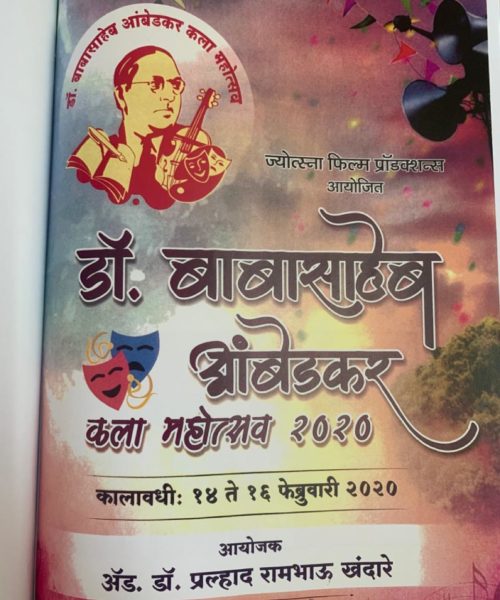 डॉ. बाबासाहेब आंबेडकर कला महोत्सव
ज्योत्स्ना फिल्म प्रॉडक्शन्स
आयोजित
डॉ. बाबासाहेब
आंबेडकर
कला महोत्सव २०२०
कालावधी: १४ ते १६ फेब्रुवारी २०२०
आयोजक
ॲड. डॉ. प्रल्हाद रामभाऊ खंदारे